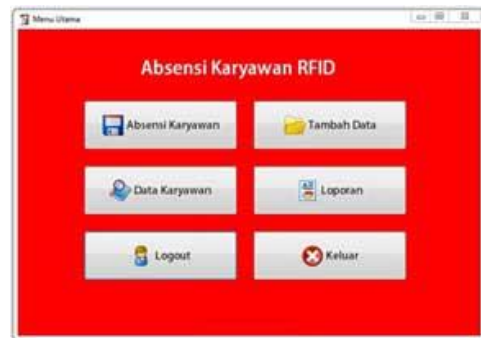 Menu Utama
Absensi Karyawan RFID
Absensi Karyawan
Tambah Data
Data Karyawan
Loporan
Logout
Keluar